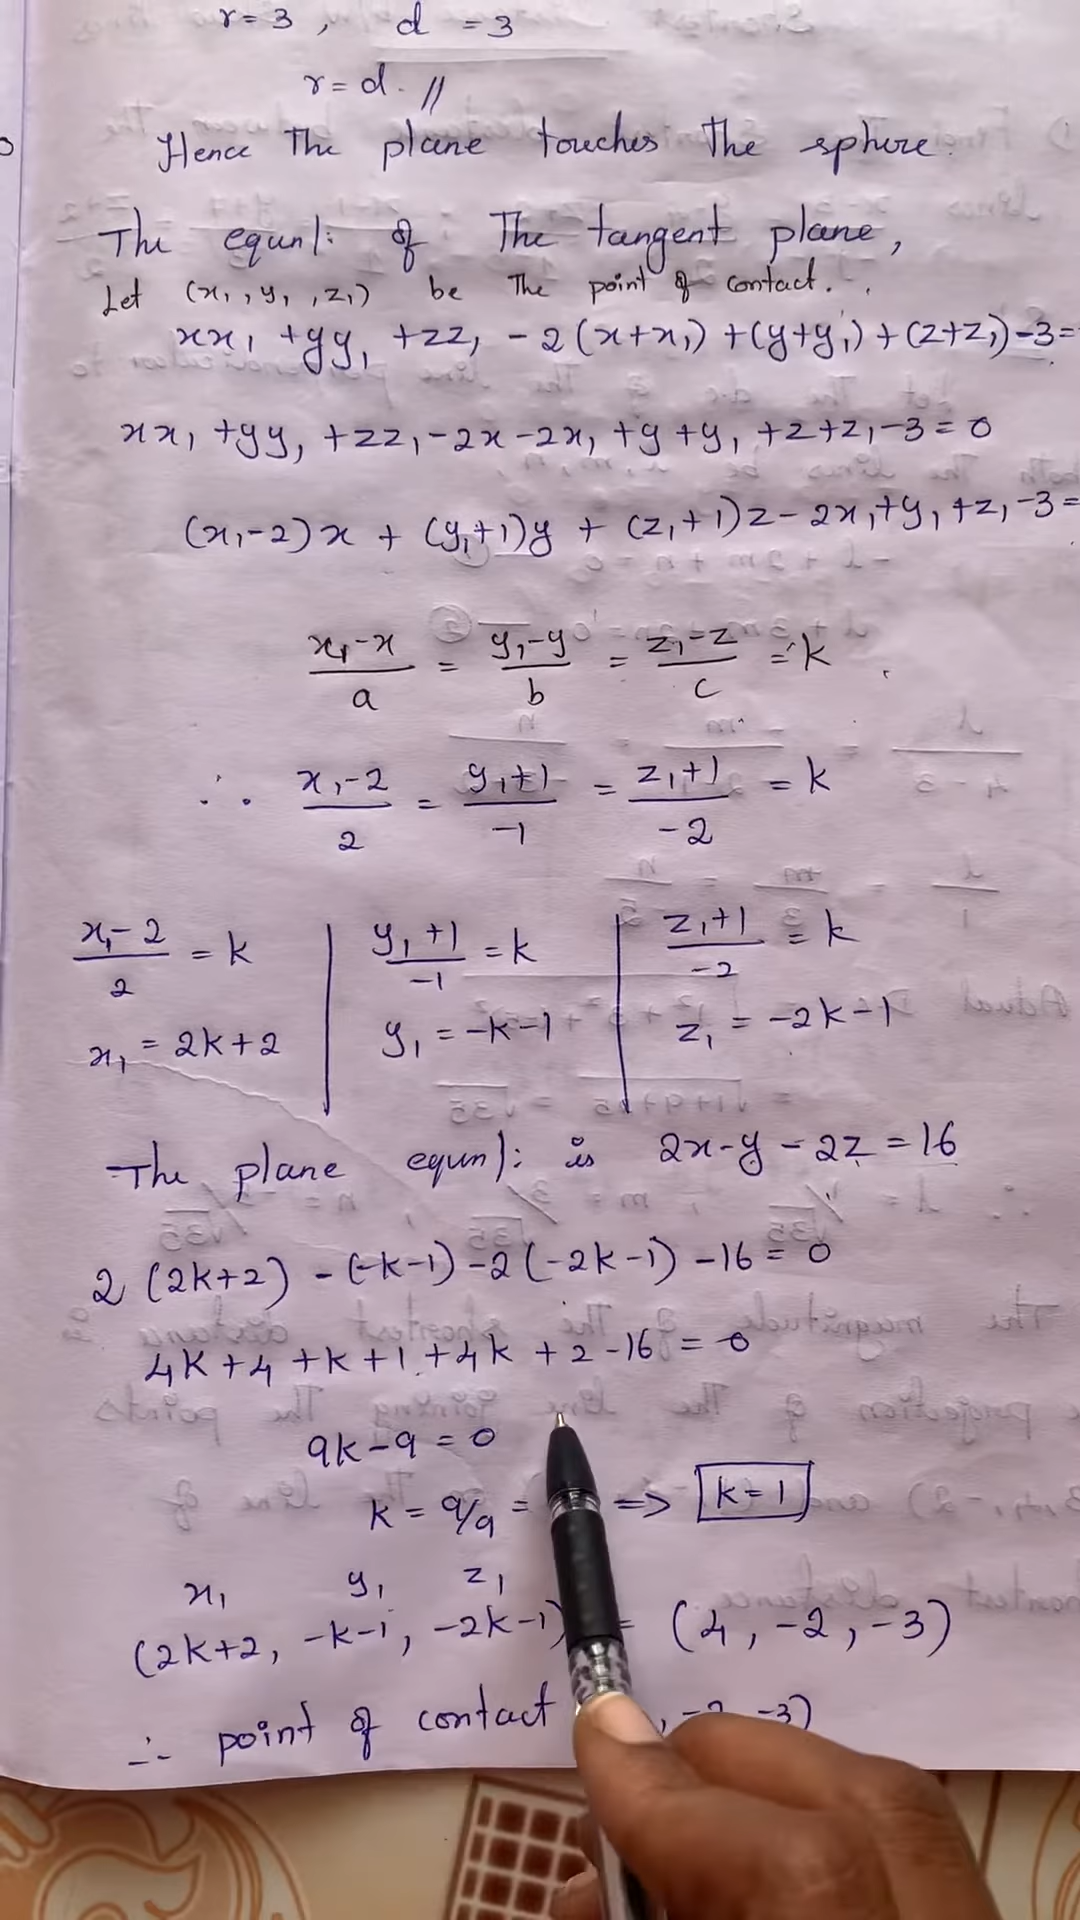 r = 3 , d = 3
r = d. //
Hence The plane touches The sphere.
The equn/: of The tangent plane,
Let (x₁, y₁, z₁) be The point of contact.
xx₁ + yy₁ + zz₁ - 2(x+x₁) + (y+y₁) + (z+z₁) - 3 =
xx₁ + yy₁ + zz₁ - 2x - 2x₁ + y + y₁ + z + z₁ - 3 = 0
(x₁-2)x + (y₁+1)y + (z₁+1)z - 2x₁ + y₁ + z₁ - 3 =
(x₁-x)/a = (y₁-y)/b = (z₁-z)/c = k
∴ (x₁-2)/2 = (y₁+1)/-1 = (z₁+1)/-2 = k
(x₁-2)/2 = k | (y₁+1)/-1 = k | (z₁+1)/-2 = k
x₁ = 2k+2 | y₁ = -k-1 | z₁ = -2k-1
The plane equn/: is 2x - y - 2z = 16
2(2k+2) - (-k-1) - 2(-2k-1) - 16 = 0
4k + 4 + k + 1 + 4k + 2 - 16 = 0
9k - 9 = 0
k = 9/9 = ⇒ k = 1
x₁ y₁ z₁
(2k+2, -k-1, -2k-1) = (4, -2, -3)
∴ point of contact , -2, -3)